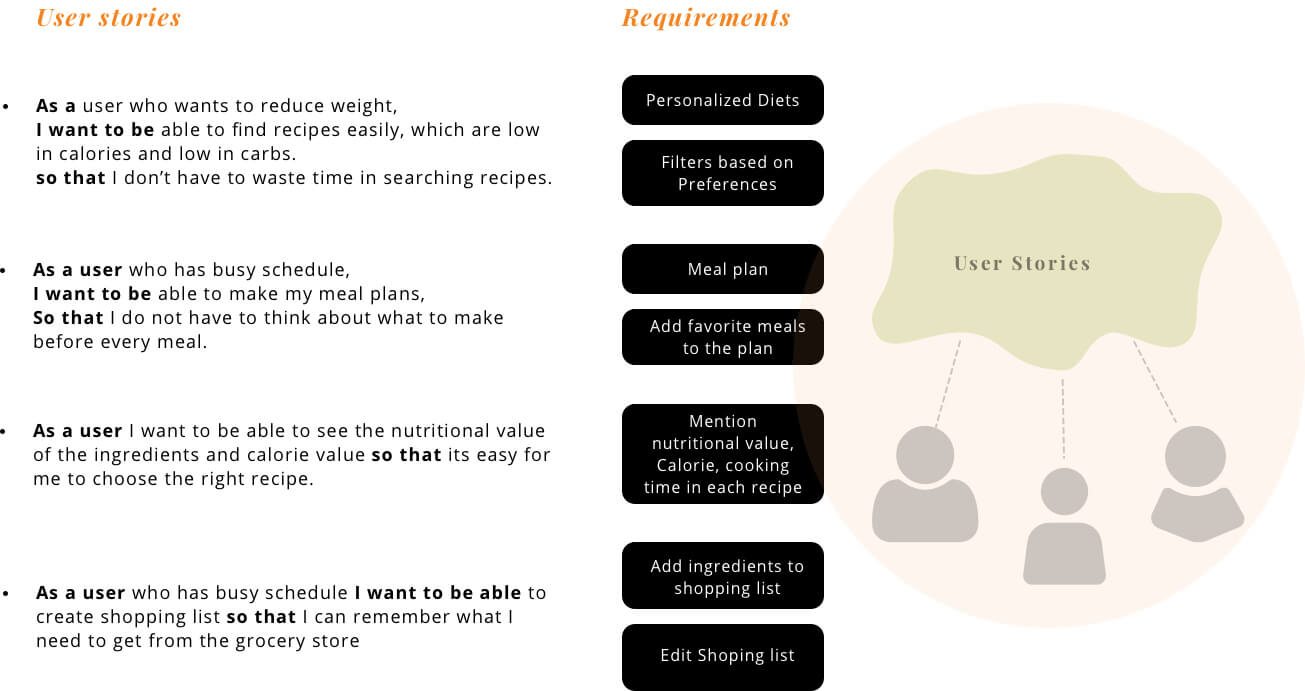 User stories
Requirements
• As a user who wants to reduce weight,
I want to be able to find recipes easily, which are low
in calories and low in carbs.
so that I don’t have to waste time in searching recipes.
Personalized Diets
Filters based on
Preferences
• As a user who has busy schedule,
I want to be able to make my meal plans,
So that I do not have to think about what to make
before every meal.
Meal plan
Add favorite meals
to the plan
• As a user I want to be able to see the nutritional value
of the ingredients and calorie value so that its easy for
me to choose the right recipe.
Mention
nutritional value,
Calorie, cooking
time in each recipe
• As a user who has busy schedule I want to be able to
create shopping list so that I can remember what I
need to get from the grocery store
Add ingredients to
shopping list
Edit Shoping list
User Stories